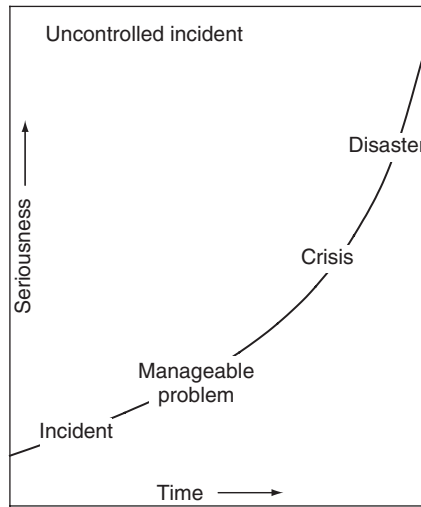 Uncontrolled incident
Disaster
Seriousness
Crisis
Manageable
problem
Incident
Time